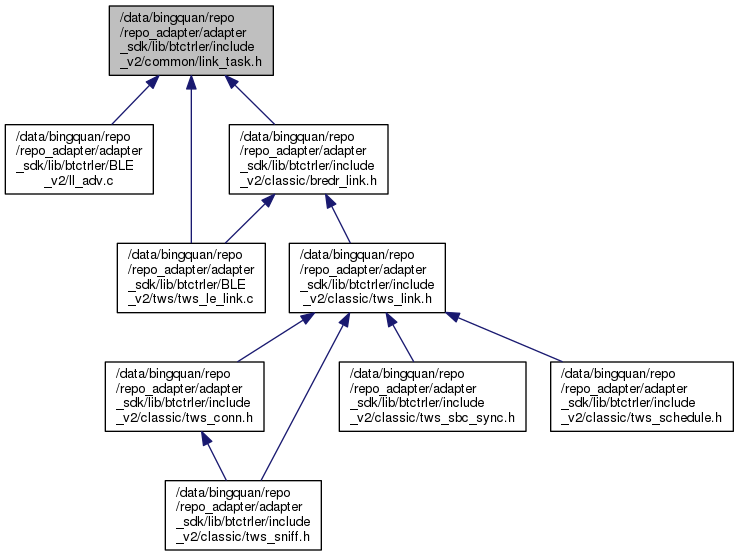 /data/bingquan/repo
/repo_adapter/adapter
_sdk/lib/btctrler/include
_v2/common/link_task.h
/data/bingquan/repo
/repo_adapter/adapter
_sdk/lib/btctrler/BLE
_v2/ll_adv.c
/data/bingquan/repo
/repo_adapter/adapter
_sdk/lib/btctrler/include
_v2/classic/bredr_link.h
/data/bingquan/repo
/repo_adapter/adapter
_sdk/lib/btctrler/BLE
_v2/tws/tws_le_link.c
/data/bingquan/repo
/repo_adapter/adapter
_sdk/lib/btctrler/include
_v2/classic/tws_link.h
/data/bingquan/repo
/repo_adapter/adapter
_sdk/lib/btctrler/include
_v2/classic/tws_conn.h
/data/bingquan/repo
/repo_adapter/adapter
_sdk/lib/btctrler/include
_v2/classic/tws_sbc_sync.h
/data/bingquan/repo
/repo_adapter/adapter
_sdk/lib/btctrler/include
_v2/classic/tws_schedule.h
/data/bingquan/repo
/repo_adapter/adapter
_sdk/lib/btctrler/include
_v2/classic/tws_sniff.h